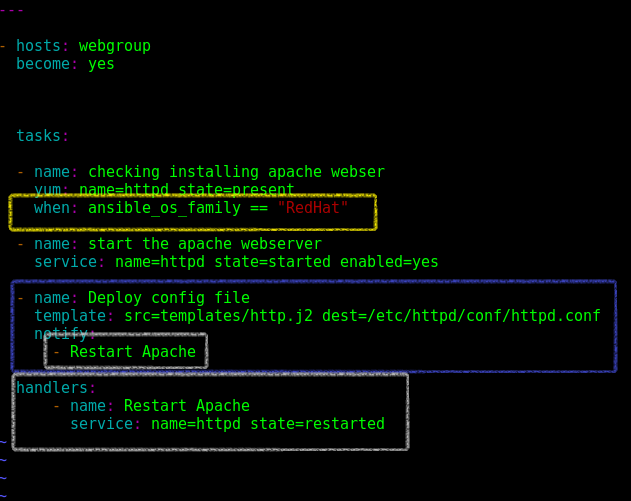 ---
- hosts: webgroup
become: yes
tasks:
- name: checking installing apache webser
yum: name=httpd state=present
when: ansible_os_family == "RedHat"
- name: start the apache webserver
service: name=httpd state=started enabled=yes
- name: Deploy config file
template: src=templates/http.j2 dest=/etc/httpd/conf/httpd.conf
notify:
- Restart Apache
handlers:
- name: Restart Apache
service: name=httpd state=restarted
~
~
~
~